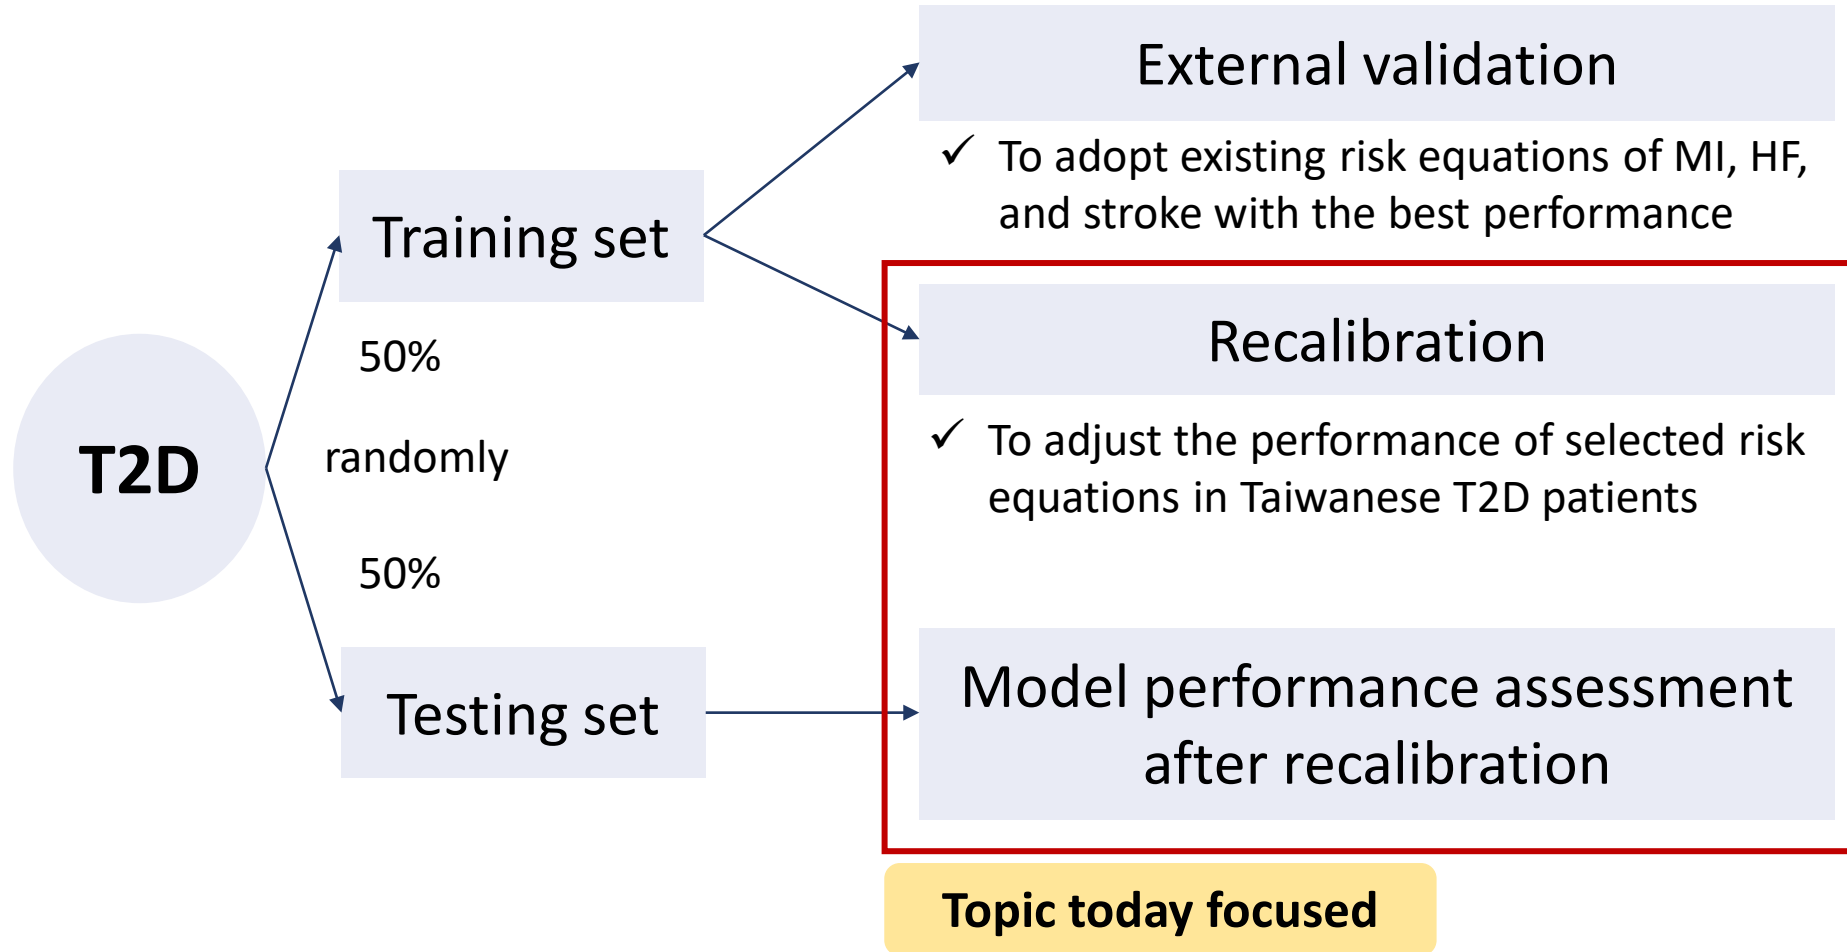 T2D
Training set
50%
randomly
50%
Testing set
External validation
✓ To adopt existing risk equations of MI, HF,
and stroke with the best performance
Recalibration
✓ To adjust the performance of selected risk
equations in Taiwanese T2D patients
Model performance assessment
after recalibration
Topic today focused